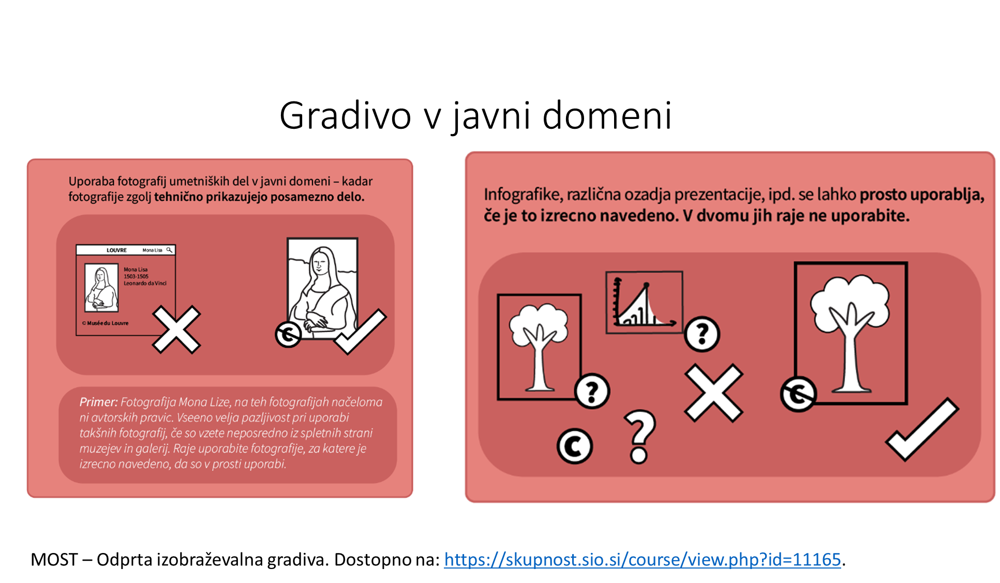 Gradivo v javni domeni
Uporaba fotografij umetniških del v javni domeni – kadar
fotografije zgolj tehnično prikazujejo posamezno delo.
LOUVRE Mona Lisa
Mona Lisa
1503-1505
Leonardo da Vinci
© Musée du Louvre
C
Primer: Fotografija Mona Lize, na teh fotografijah načeloma
ni avtorskih pravic. Vseeno velja pazljivost pri uporabi
takšnih fotografij, če so vzete neposredno iz spletnih strani
muzejev in galerij. Raje uporabite fotografije, za katere je
izrecno navedeno, da so v prosti uporabi.
Infografike, različna ozadja prezentacije, ipd. se lahko prosto uporablja,
če je to izrecno navedeno. V dvomu jih raje ne uporabite.
?
?
C
?
C
MOST – Odprta izobraževalna gradiva. Dostopno na: https://skupnost.sio.si/course/view.php?id=11165.